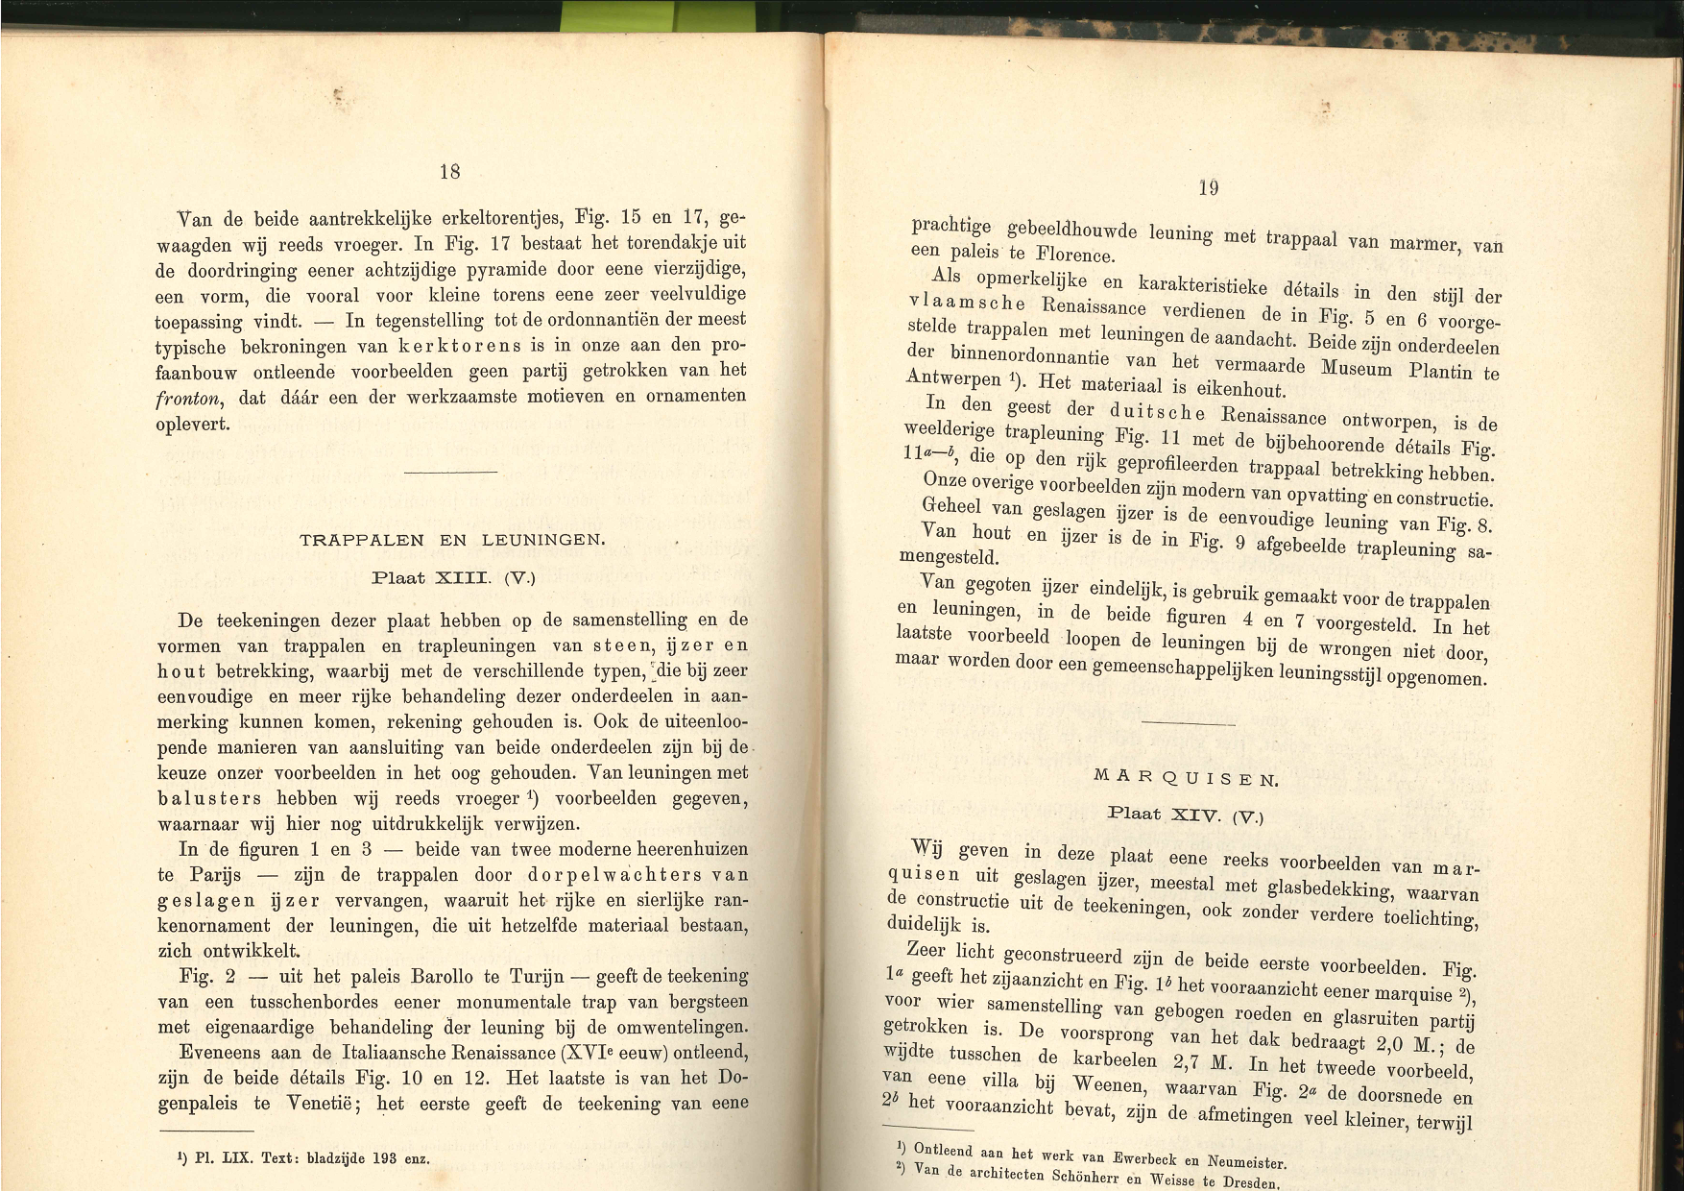 18
Van de beide aantrekkelijke erkeltorentjes, Fig. 15 en 17, ge-
waagden wij reeds vroeger. In Fig. 17 bestaat het torendakje uit
de doordringing eener achtzijdige pyramide door eene vierzijdige,
een vorm, die vooral voor kleine torens eene zeer veelvuldige
toepassing vindt. — In tegenstelling tot de ordonnantiën der meest
typische bekroningen van kerktorens is in onze aan den pro-
faanbouw ontleende voorbeelden geen partij getrokken van het
fronton, dat dáár een der werkzaamste motieven en ornamenten
oplevert.
TRAPPALEN EN LEUNINGEN.
Plaat XIII. (V.)
De teekeningen dezer plaat hebben op de samenstelling en de
vormen van trappalen en trapleuningen van steen, ijzer en
hout betrekking, waarbij met de verschillende typen, die bij zeer
eenvoudige en meer rijke behandeling dezer onderdeelen in aan-
merking kunnen komen, rekening gehouden is. Ook de uiteenloo-
pende manieren van aansluiting van beide onderdeelen zijn bij de
keuze onzer voorbeelden in het oog gehouden. Van leuningen met
balusters hebben wij reeds vroeger ¹) voorbeelden gegeven,
waarnaar wij hier nog uitdrukkelijk verwijzen.
In de figuren 1 en 3 — beide van twee moderne heerenhuizen
te Parijs — zijn de trappalen door dorpelwachters van
geslagen ijzer vervangen, waaruit het rijke en sierlijke ran-
kenornament der leuningen, die uit hetzelfde materiaal bestaan,
zich ontwikkelt.
Fig. 2 — uit het paleis Barollo te Turijn — geeft de teekening
van een tusschenbordes eener monumentale trap van bergsteen
met eigenaardige behandeling der leuning bij de omwentelingen.
Eveneens aan de Italiaansche Renaissance (XVIe eeuw) ontleend,
zijn de beide détails Fig. 10 en 12. Het laatste is van het Do-
genpaleis te Venetië; het eerste geeft de teekening van eene
¹) Pl. LIX. Text: bladzijde 193 enz.
19
prachtige gebeeldhouwde leuning met trappaal van marmer, van
een paleis te Florence.
Als opmerkelijke en karakteristieke détails in den stijl der
vlaamsche Renaissance verdienen de in Fig. 5 en 6 voorge-
stelde trappalen met leuningen de aandacht. Beide zijn onderdeelen
der binnenordonnantie van het vermaarde Museum Plantin te
Antwerpen ¹). Het materiaal is eikenhout.
In den geest der duitsche Renaissance ontworpen, is de
weelderige trapleuning Fig. 11 met de bijbehoorende détails Fig.
11a—b, die op den rijk geprofileerden trappaal betrekking hebben.
Onze overige voorbeelden zijn modern van opvatting en constructie.
Geheel van geslagen ijzer is de eenvoudige leuning van Fig. 8.
Van hout en ijzer is de in Fig. 9 afgebeelde trapleuning sa-
mengesteld.
Van gegoten ijzer eindelijk, is gebruik gemaakt voor de trappalen
en leuningen, in de beide figuren 4 en 7 voorgesteld. In het
laatste voorbeeld loopen de leuningen bij de wrongen niet door,
maar worden door een gemeenschappelijken leuningsstijl opgenomen.
MARQUISEN.
Plaat XIV. (V.)
Wij geven in deze plaat eene reeks voorbeelden van mar-
quisen uit geslagen ijzer, meestal met glasbedekking, waarvan
de constructie uit de teekeningen, ook zonder verdere toelichting,
duidelijk is.
Zeer licht geconstrueerd zijn de beide eerste voorbeelden. Fig.
1a geeft het zijaanzicht en Fig. 1b het vooraanzicht eener marquise ²),
voor wier samenstelling van gebogen roeden en glasruiten partij
getrokken is. De voorsprong van het dak bedraagt 2,0 M.; de
wijdte tusschen de karbeelen 2,7 M. In het tweede voorbeeld,
van eene villa bij Weenen, waarvan Fig. 2a de doorsnede en
2b het vooraanzicht bevat, zijn de afmetingen veel kleiner, terwijl
¹) Ontleend aan het werk van Ewerbeck en Neumeister.
²) Van de architecten Schönherr en Weisse te Dresden.